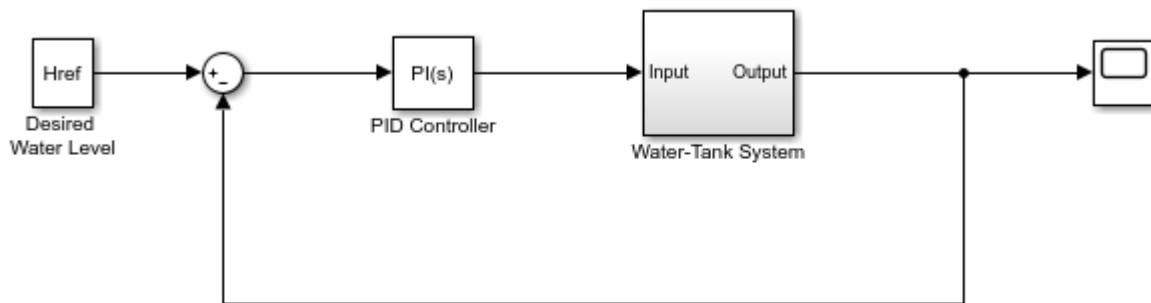 Href
Desired
Water Level
+
−
PI(s)
PID Controller
Input
Output
Water-Tank System